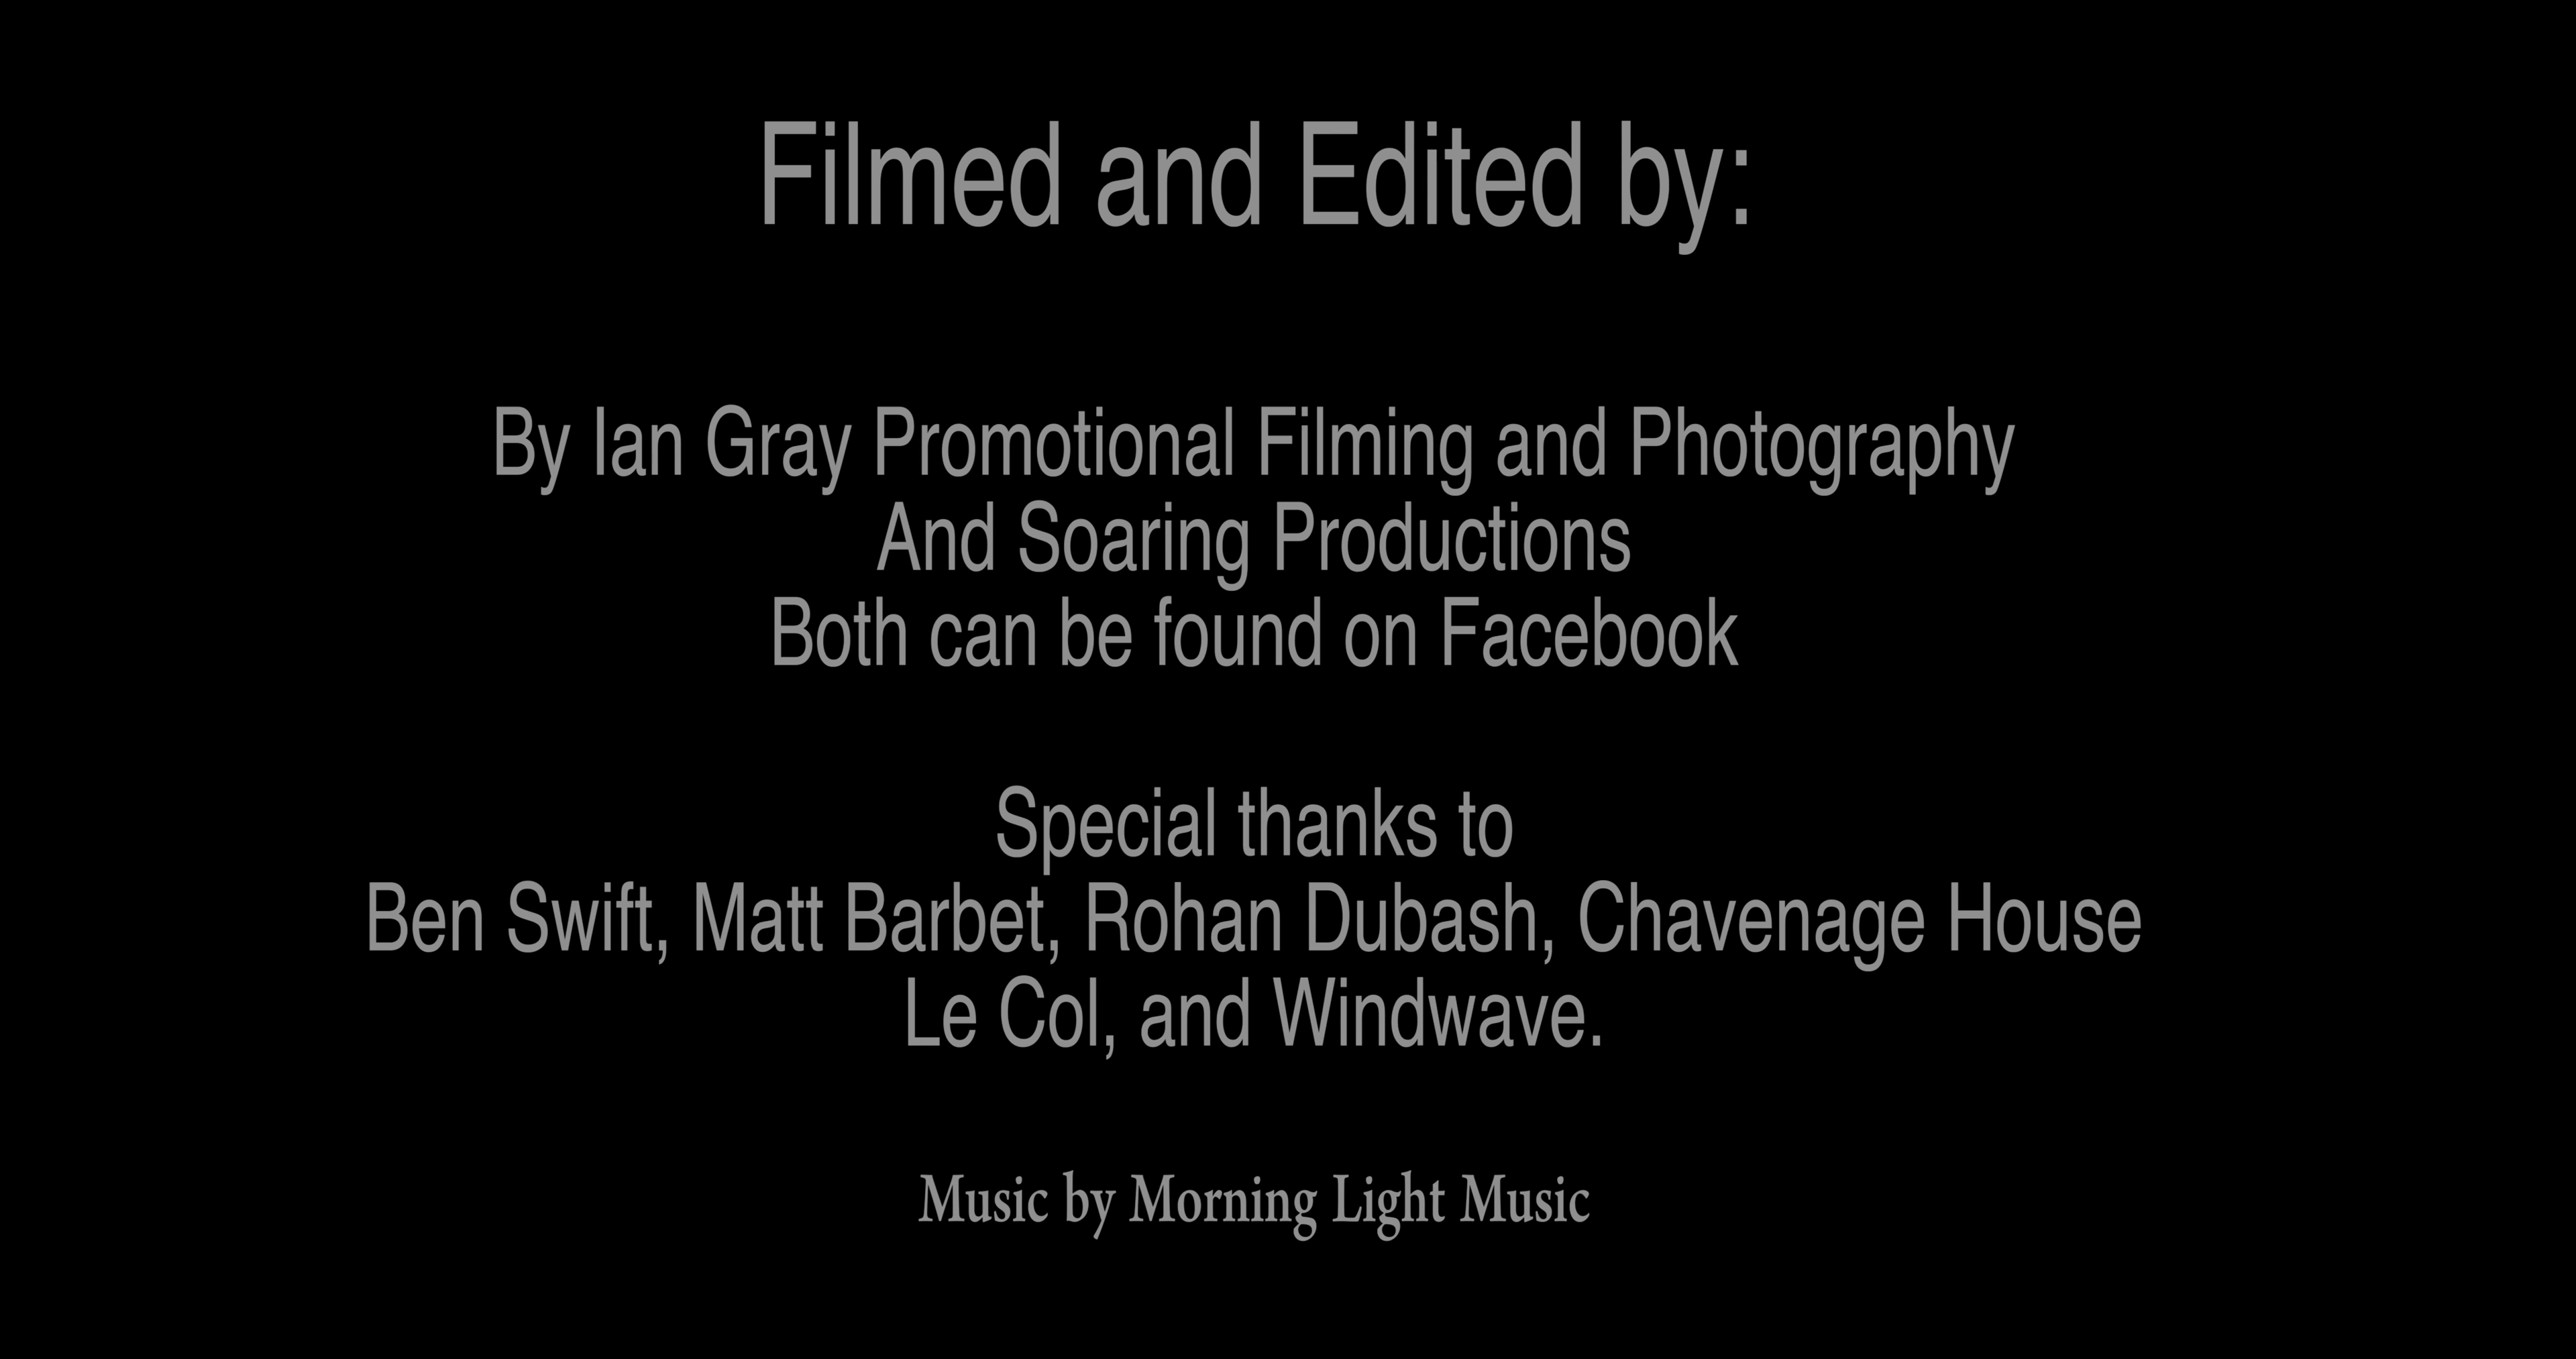 Filmed and Edited by:
By Ian Gray Promotional Filming and Photography
And Soaring Productions
Both can be found on Facebook
Special thanks to
Ben Swift, Matt Barbet, Rohan Dubash, Chavenage House
Le Col, and Windwave.
Music by Morning Light Music